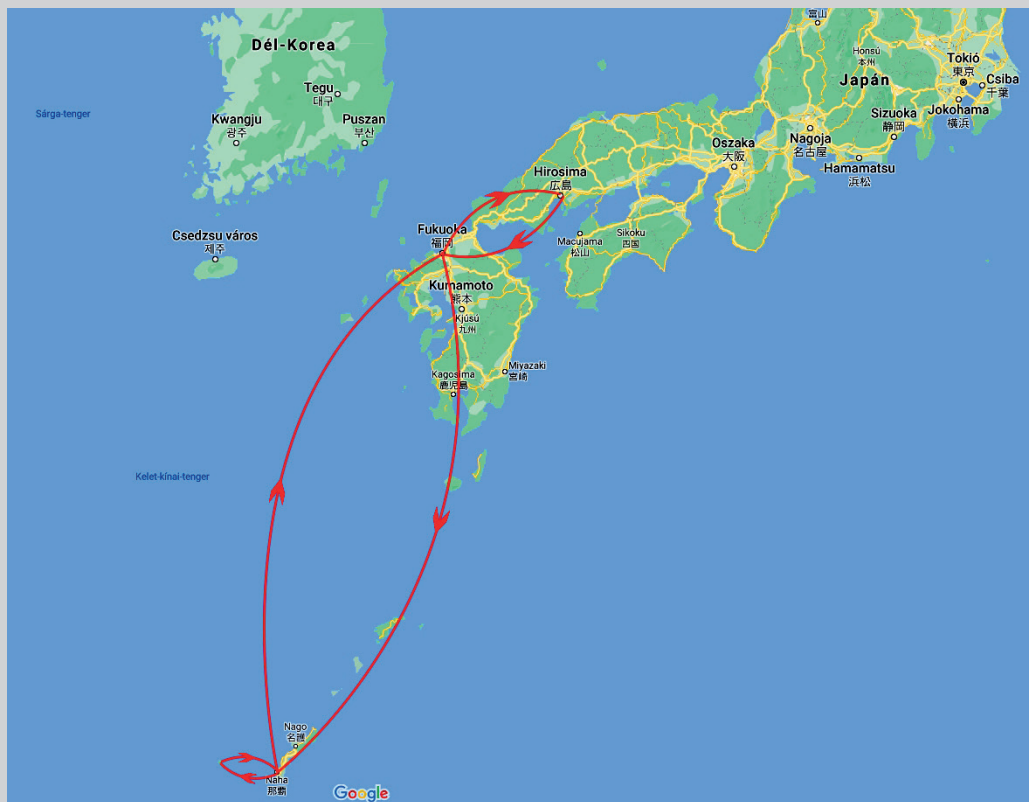 富山
Dél-Korea
Honsú
本州
Tokió
東京
Japán
Csiba
千葉
Tegu
대구
Sárga-tenger
Kwangju
광주
Puszan
부산
Sizuoka
静岡
Jokohama
横浜
Nagoja
名古屋
Oszaka
大阪
Hamamatsu
浜松
Hirosima
広島
Csedzsu város
제주
Fukuoka
福岡
Macujama
松山
Sikoku
四国
Kumamoto
熊本
Kjúsú
九州
Miyazaki
宮崎
Kagosima
鹿児島
Kelet-kínai-tenger
Nago
名護
Naha
那覇
Google